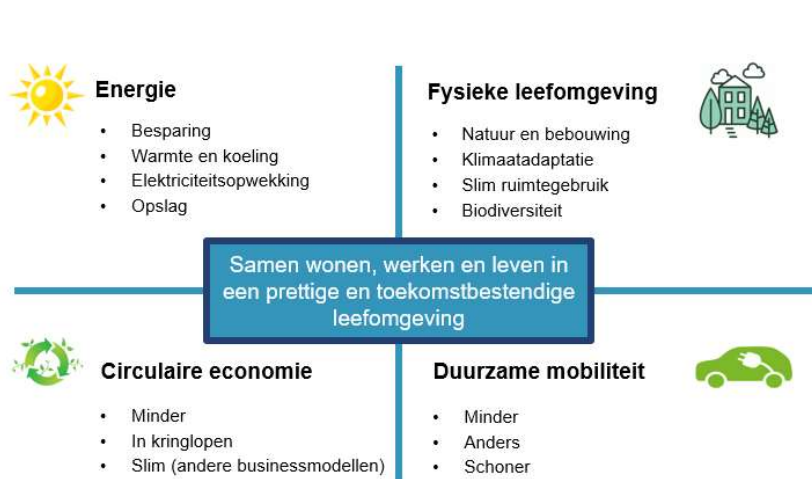 Energie
• Besparing
• Warmte en koeling
• Elektriciteitsopwekking
• Opslag
Fysieke leefomgeving
• Natuur en bebouwing
• Klimaatadaptatie
• Slim ruimtegebruik
• Biodiversiteit
Samen wonen, werken en leven in
een prettige en toekomstbestendige
leefomgeving
Circulaire economie
• Minder
• In kringlopen
• Slim (andere businessmodellen)
Duurzame mobiliteit
• Minder
• Anders
• Schoner